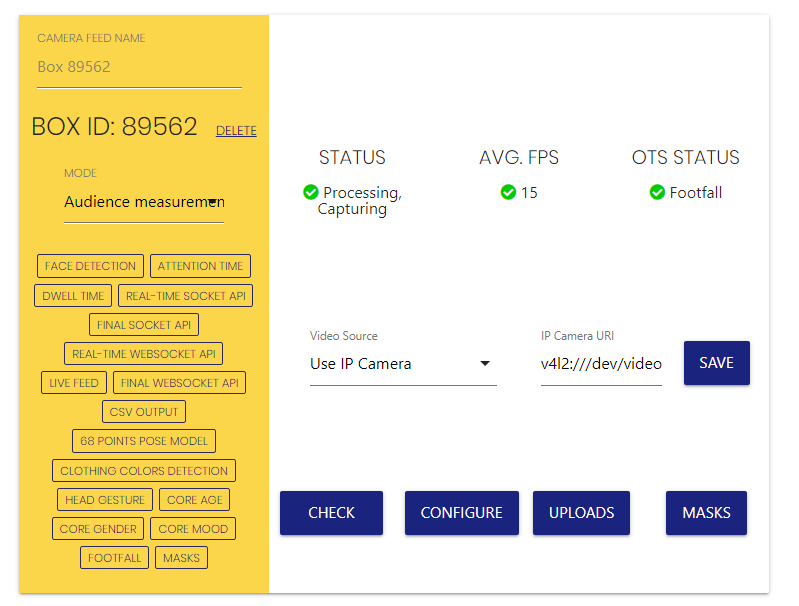 CAMERA FEED NAME
Box 89562
BOX ID: 89562 DELETE
MODE
Audience measuremen
FACE DETECTION ATTENTION TIME
DWELL TIME REAL-TIME SOCKET API
FINAL SOCKET API
REAL-TIME WEBSOCKET API
LIVE FEED FINAL WEBSOCKET API
CSV OUTPUT
68 POINTS POSE MODEL
CLOTHING COLORS DETECTION
HEAD GESTURE CORE AGE
CORE GENDER CORE MOOD
FOOTFALL MASKS
STATUS AVG. FPS OTS STATUS
Processing, 15 Footfall
Capturing
Video Source IP Camera URI
Use IP Camera v4l2:///dev/video SAVE
CHECK CONFIGURE UPLOADS MASKS